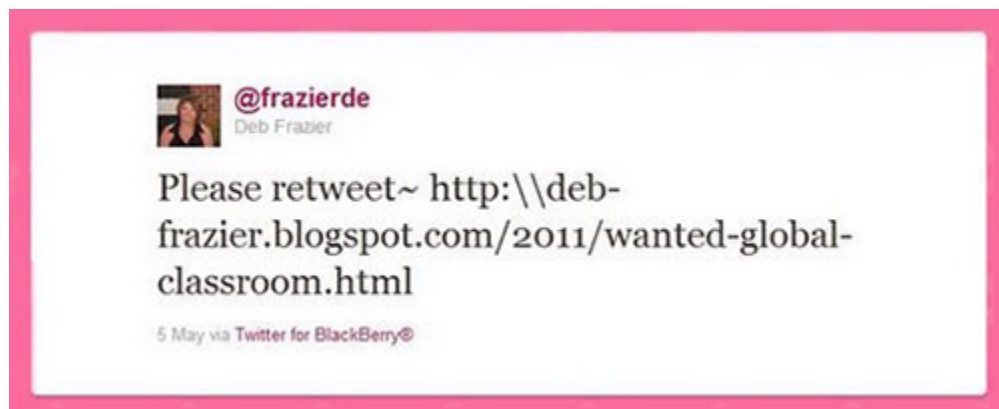 @frazierde
Deb Frazier
Please retweet~ http:\\deb-
frazier.blogspot.com/2011/wanted-global-
classroom.html
5 May via Twitter for BlackBerry®